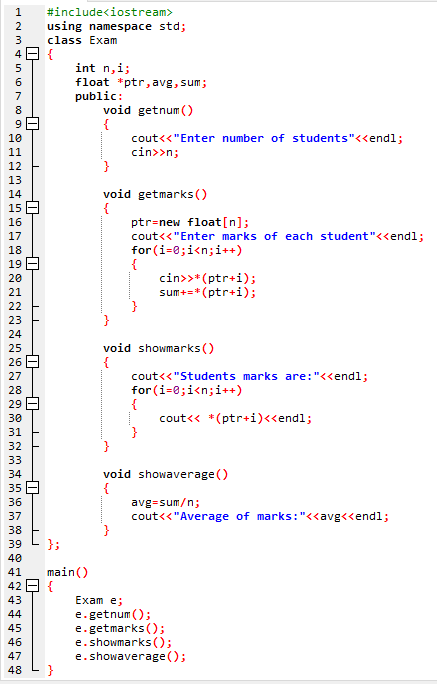 1 #include<iostream>
2 using namespace std;
3 class Exam
4 {
5 int n,i;
6 float *ptr,avg,sum;
7 public:
8 void getnum()
9 {
10 cout<<"Enter number of students"<<endl;
11 cin>>n;
12 }
13
14 void getmarks()
15 {
16 ptr=new float[n];
17 cout<<"Enter marks of each student"<<endl;
18 for(i=0;i<n;i++)
19 {
20 cin>>*(ptr+i);
21 sum+=*(ptr+i);
22 }
23 }
24
25 void showmarks()
26 {
27 cout<<"Students marks are:"<<endl;
28 for(i=0;i<n;i++)
29 {
30 cout<< *(ptr+i)<<endl;
31 }
32 }
33
34 void showaverage()
35 {
36 avg=sum/n;
37 cout<<"Average of marks:"<<avg<<endl;
38 }
39 };
40
41 main()
42 {
43 Exam e;
44 e.getnum();
45 e.getmarks();
46 e.showmarks();
47 e.showaverage();
48 }